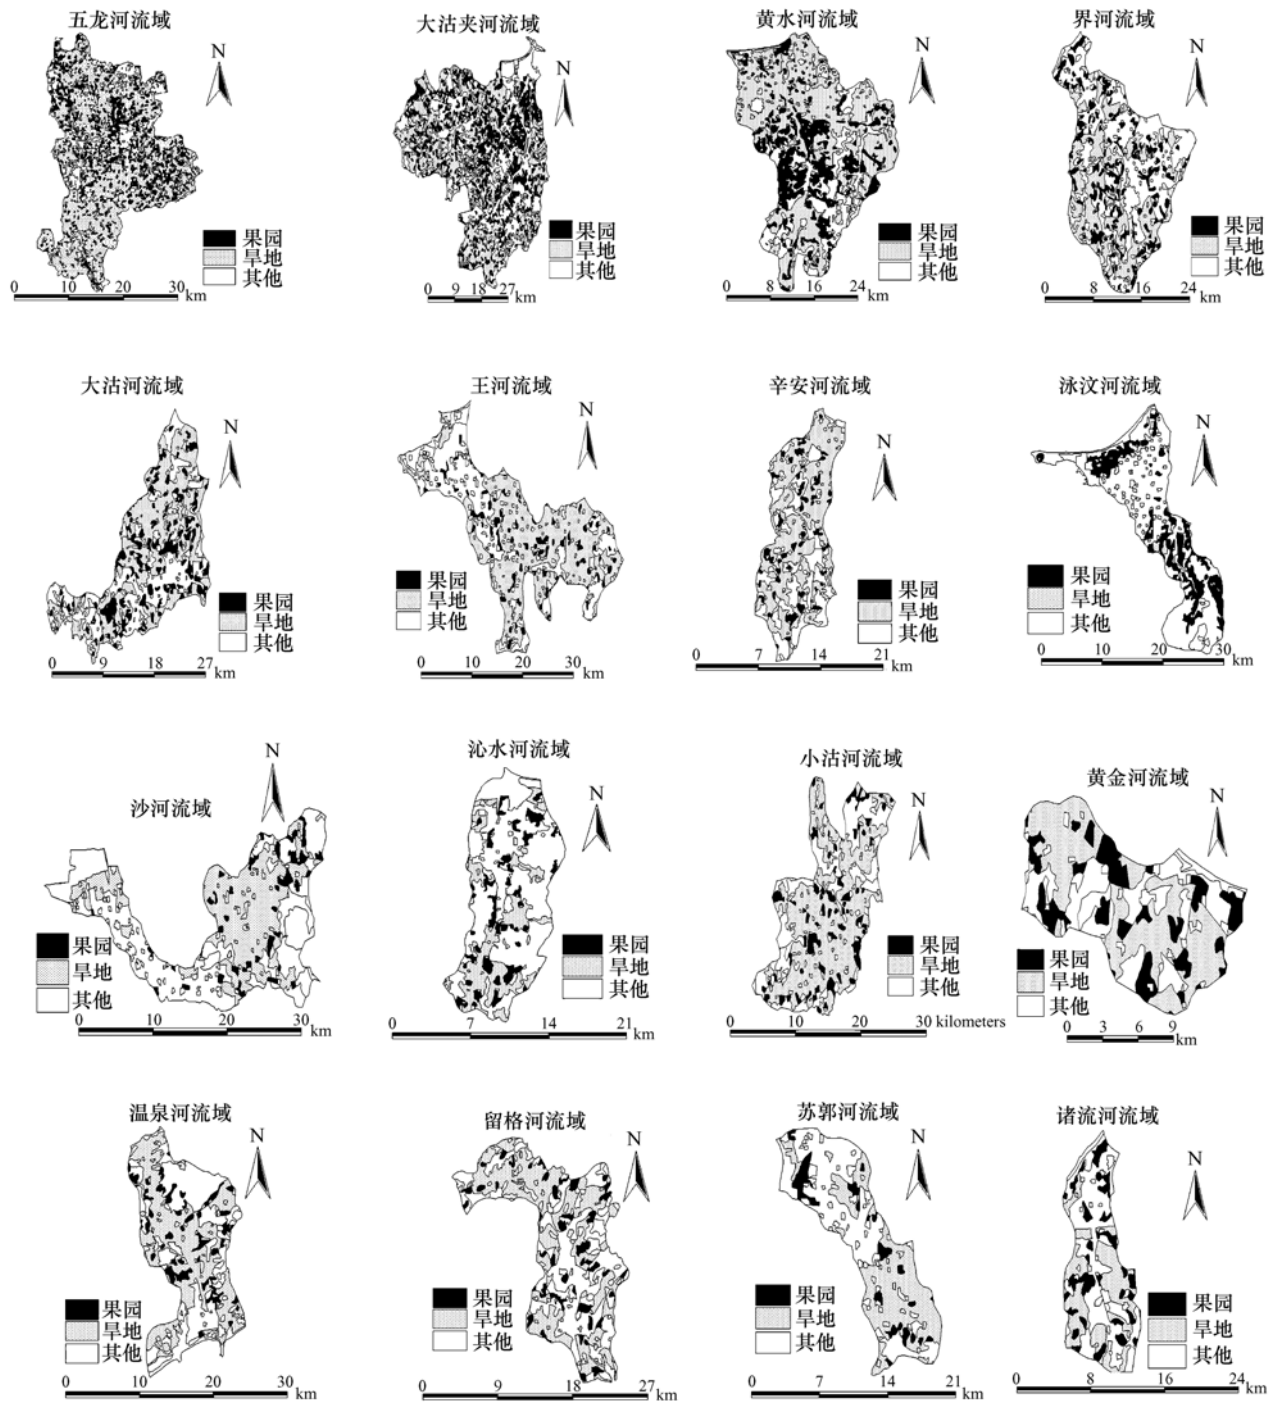 五龙河流域
N
果园
旱地
其他
0 10 20 30 km
大沽夹河流域
N
果园
旱地
其他
0 9 18 27 km
黄水河流域
N
果园
旱地
其他
0 8 16 24 km
界河流域
N
果园
旱地
其他
0 8 16 24 km
大沽河流域
N
果园
旱地
其他
0 9 18 27 km
王河流域
N
果园
旱地
其他
0 10 20 30 km
辛安河流域
N
果园
旱地
其他
0 7 14 21 km
泳汶河流域
N
果园
旱地
其他
0 10 20 30 km
沙河流域
N
果园
旱地
其他
0 10 20 30 km
沁水河流域
N
果园
旱地
其他
0 7 14 21 km
小沽河流域
N
果园
旱地
其他
0 10 20 30 kilometers
黄金河流域
N
果园
旱地
其他
0 3 6 9 km
温泉河流域
N
果园
旱地
其他
0 10 20 30 km
留格河流域
N
果园
旱地
其他
0 9 18 27 km
苏郭河流域
N
果园
旱地
其他
0 7 14 21 km
诸流河流域
N
果园
旱地
其他
0 8 16 24 km